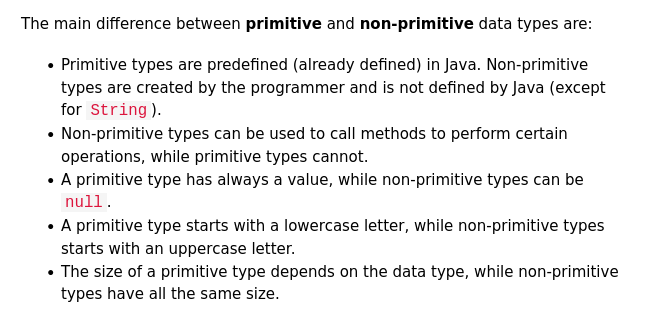 The main difference between primitive and non-primitive data types are:
• Primitive types are predefined (already defined) in Java. Non-primitive
types are created by the programmer and is not defined by Java (except
for String).
• Non-primitive types can be used to call methods to perform certain
operations, while primitive types cannot.
• A primitive type has always a value, while non-primitive types can be
null.
• A primitive type starts with a lowercase letter, while non-primitive types
starts with an uppercase letter.
• The size of a primitive type depends on the data type, while non-primitive
types have all the same size.